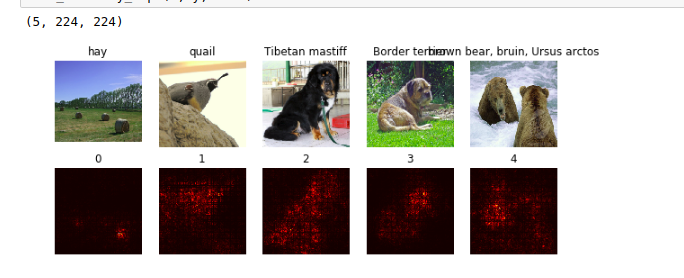 (5, 224, 224)
hay quail Tibetan mastiff Border terrier brown bear, bruin, Ursus arctos
0 1 2 3 4